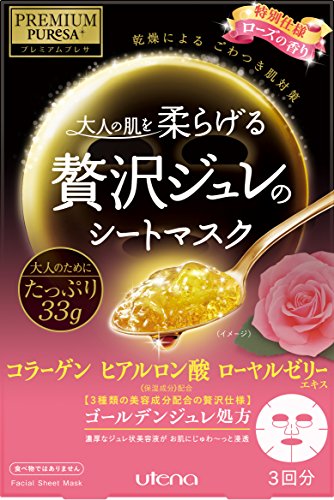 PREMIUM
PURESA+
プレミアムプレサ
特別仕様
ローズの香り
乾燥による ごわつき肌対策
大人の肌を柔らげる
贅沢ジュレの
シートマスク
大人のために
たっぷり
33g
(イメージ)
コラーゲン ヒアルロン酸 ローヤルゼリー
エキス
(保湿成分)配合
【3種類の美容成分配合の贅沢仕様】
ゴールデンジュレ処方
濃厚なジュレ状美容液が お肌にじゅわ〜っと浸透
食べ物ではありません
Facial Sheet Mask
utena
3回分